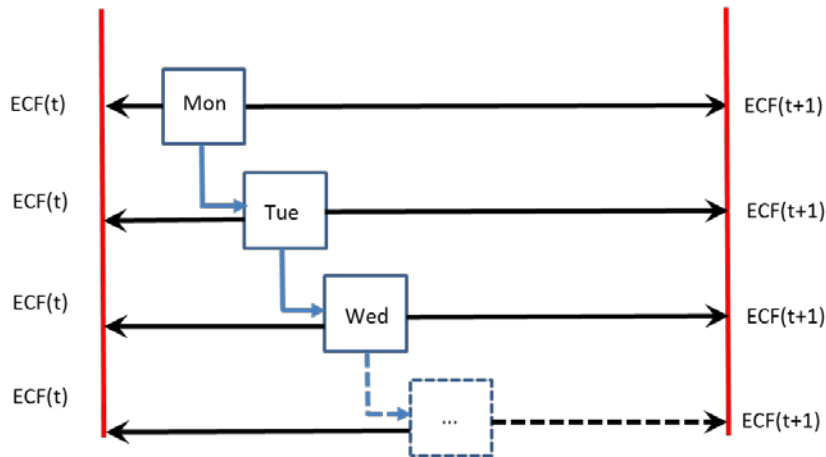 ECF(t)
Mon
ECF(t+1)
ECF(t)
Tue
ECF(t+1)
ECF(t)
Wed
ECF(t+1)
ECF(t)
...
ECF(t+1)